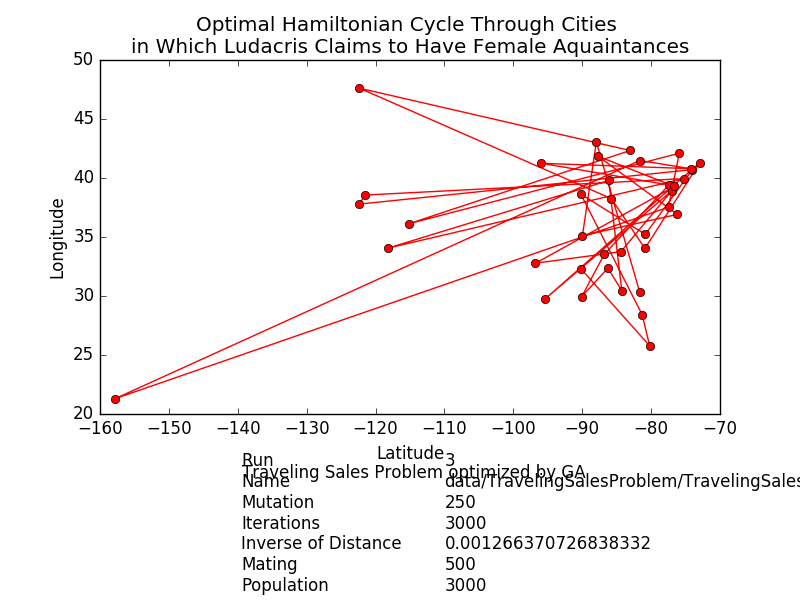 Optimal Hamiltonian Cycle Through Cities
in Which Ludacris Claims to Have Female Aquaintances
50
45
40
35
30
25
20
Longitude
−160 −150 −140 −130 −120 −110 −100 −90 −80 −70
Latitude
Run 3
Traveling Sales Problem optimized by GA
Name data/TravelingSalesProblem/TravelingSales
Mutation 250
Iterations 3000
Inverse of Distance 0.001266370726838332
Mating 500
Population 3000